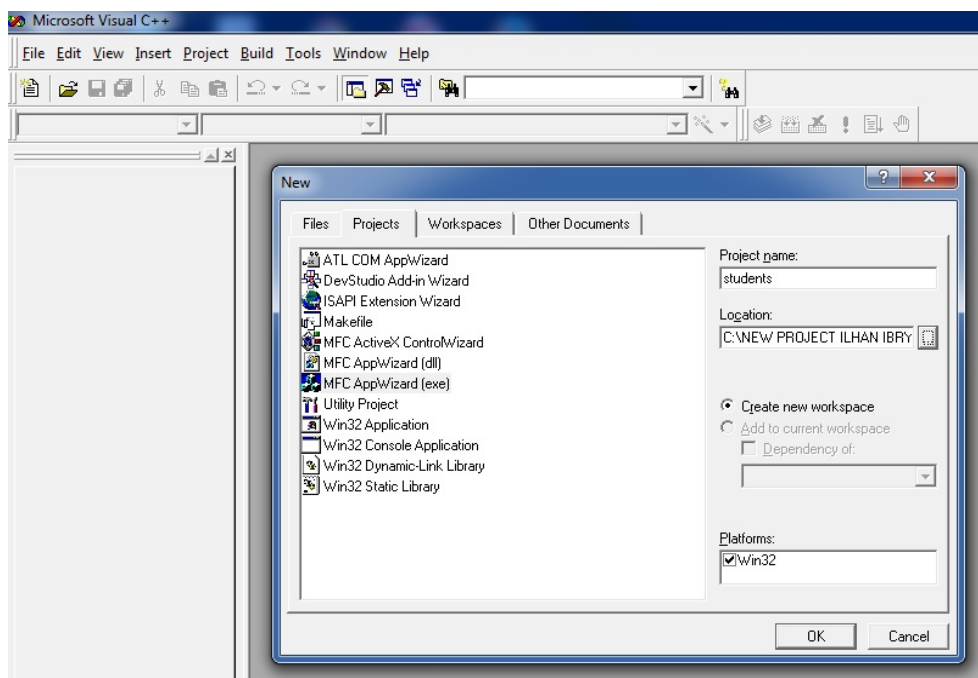 Microsoft Visual C++
File Edit View Insert Project Build Tools Window Help
New
Files Projects Workspaces Other Documents
ATL COM AppWizard
DevStudio Add-in Wizard
ISAPI Extension Wizard
Makefile
MFC ActiveX ControlWizard
MFC AppWizard (dll)
MFC AppWizard (exe)
Utility Project
Win32 Application
Win32 Console Application
Win32 Dynamic-Link Library
Win32 Static Library
Project name:
students
Location:
C:\NEW PROJECT ILHAN IBRY
Create new workspace
Add to current workspace
Dependency of:
Platforms:
Win32
OK Cancel